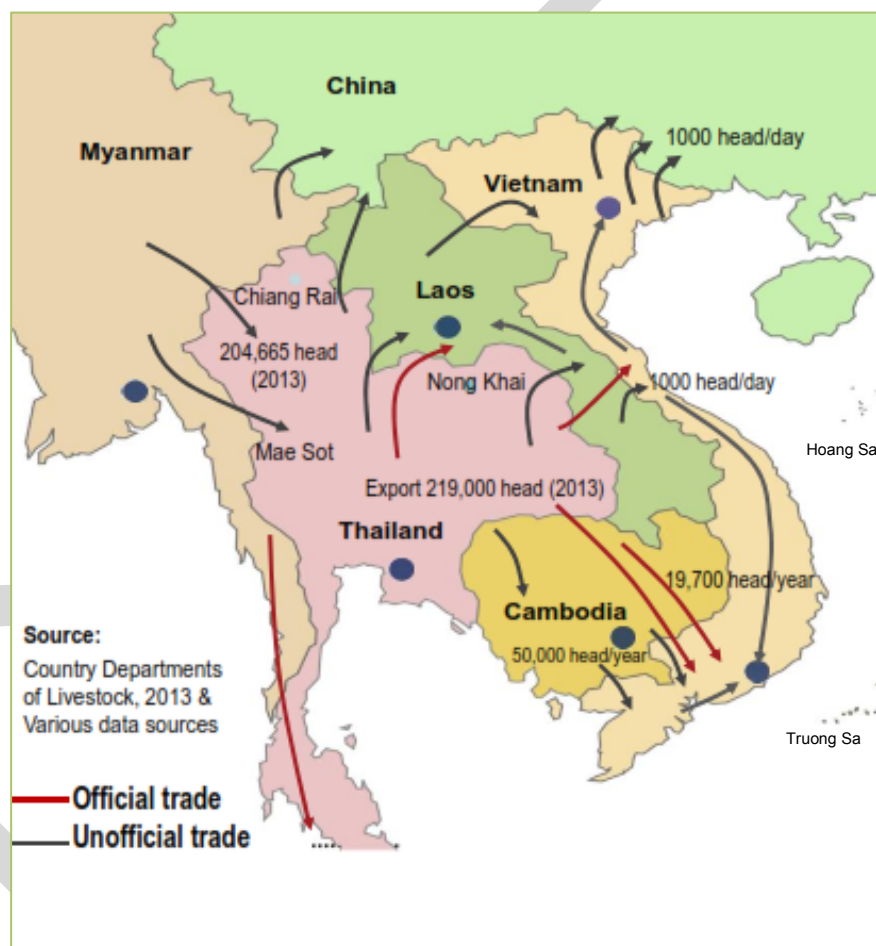 China
Myanmar
1000 head/day
Vietnam
Chiang Rai
Laos
204,665 head
(2013)
Nong Khai
1000 head/day
Mae Sot
Hoang Sa
Export 219,000 head (2013)
Thailand
19,700 head/year
Cambodia
50,000 head/year
Source:
Country Departments
of Livestock, 2013 &
Various data sources
Truong Sa
Official trade
Unofficial trade